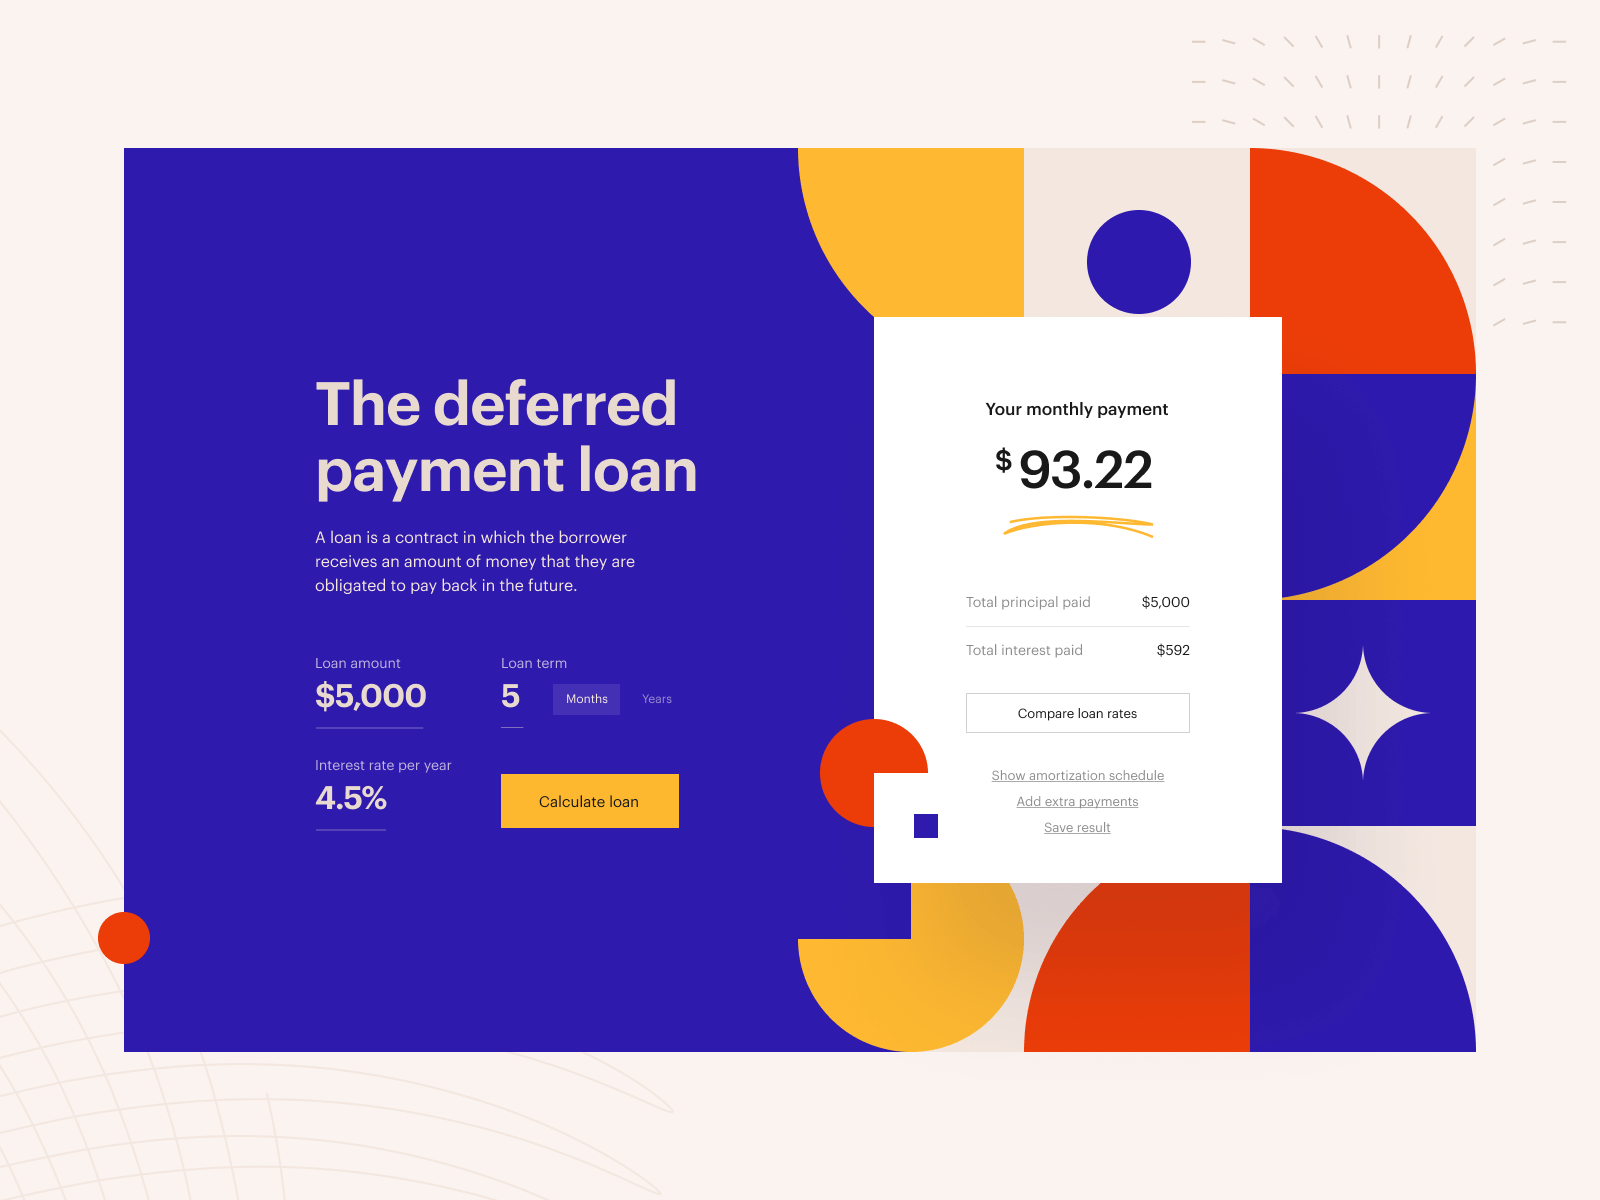 The deferred
payment loan
A loan is a contract in which the borrower
receives an amount of money that they are
obligated to pay back in the future.
Loan amount
$5,000
Loan term
5 Months Years
Interest rate per year
4.5%
Calculate loan
Your monthly payment
$93.22
Total principal paid $5,000
Total interest paid $592
Compare loan rates
Show amortization schedule
Add extra payments
Save result